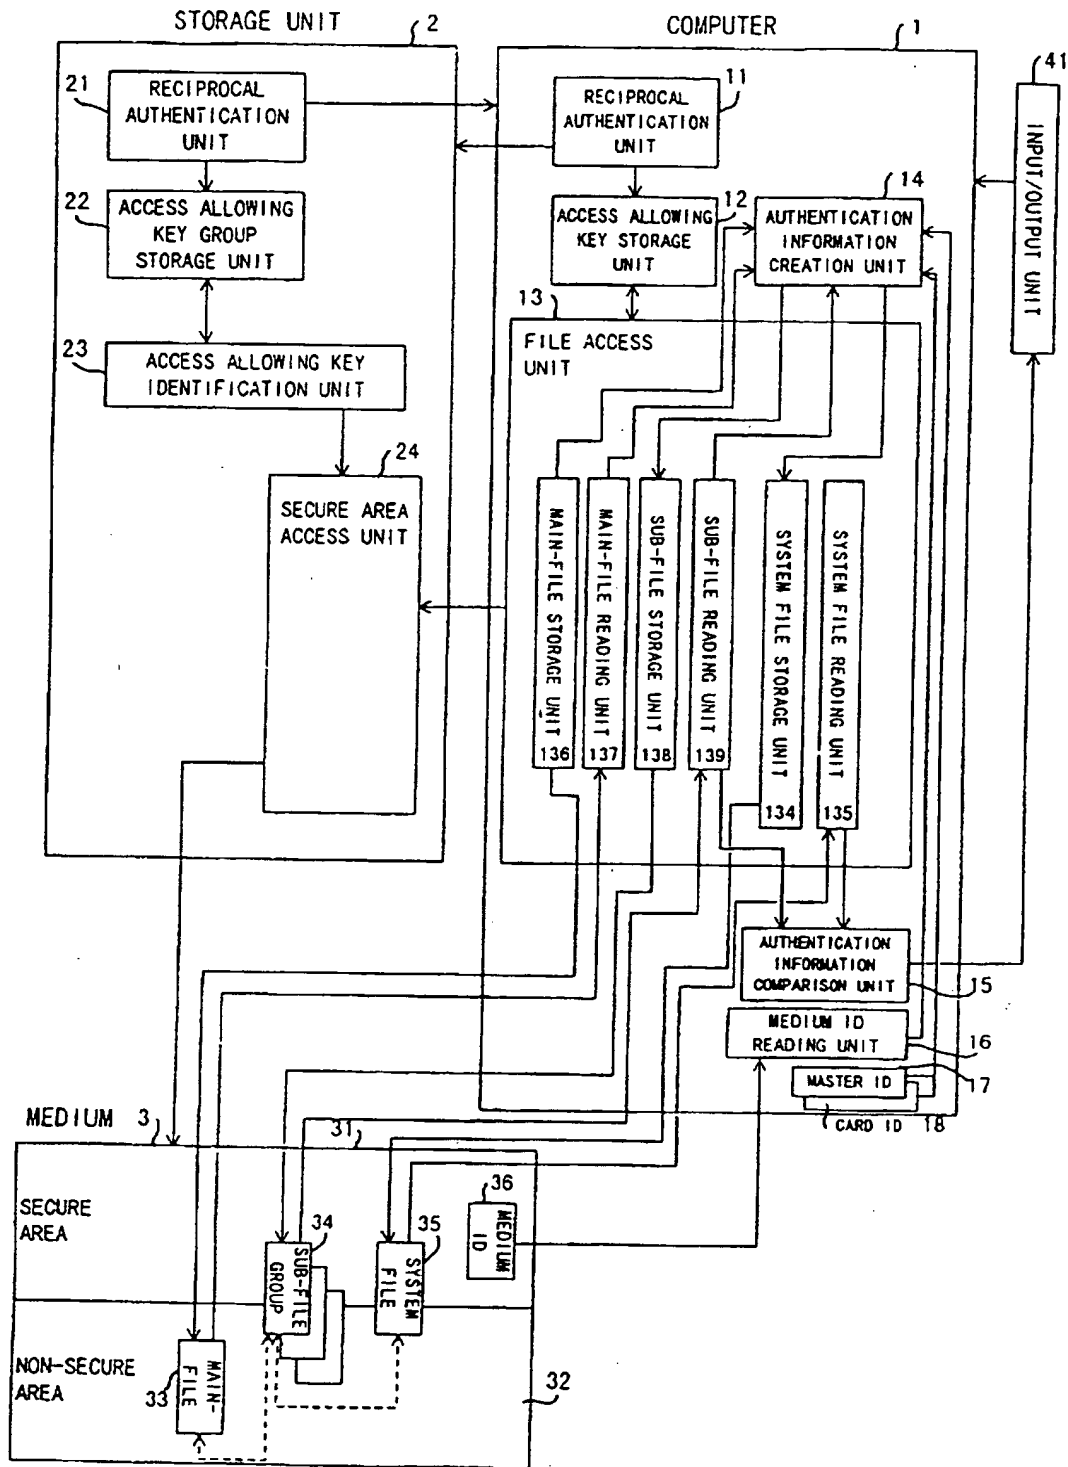 STORAGE UNIT
2
COMPUTER
1
41
INPUT/OUTPUT UNIT
21
RECIPROCAL
AUTHENTICATION
UNIT
11
RECIPROCAL
AUTHENTICATION
UNIT
22
ACCESS ALLOWING
KEY GROUP
STORAGE UNIT
12
ACCESS ALLOWING
KEY STORAGE
UNIT
14
AUTHENTICATION
INFORMATION
CREATION UNIT
13
FILE ACCESS
UNIT
23
ACCESS ALLOWING KEY
IDENTIFICATION UNIT
24
SECURE AREA
ACCESS UNIT
MAIN-FILE STORAGE UNIT
136
MAIN-FILE READING UNIT
137
SUB-FILE STORAGE UNIT
138
SUB-FILE READING UNIT
139
SYSTEM FILE STORAGE
UNIT
134
SYSTEM FILE READING
UNIT
135
AUTHENTICATION
INFORMATION
COMPARISON UNIT
15
MEDIUM ID
READING UNIT
16
MASTER ID
17
CARD ID
18
MEDIUM
3
31
SECURE
AREA
34
SUB-FILE
GROUP
35
SYSTEM
FILE
36
MEDIUM
ID
NON-SECURE
AREA
33
MAIN-
FILE
32